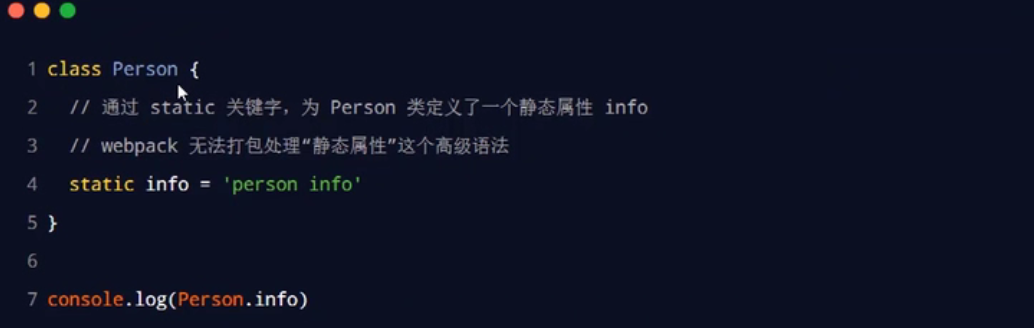 1 class Person {
2 // 通过 static 关键字，为 Person 类定义了一个静态属性 info
3 // webpack 无法打包处理“静态属性”这个高级语法
4 static info = 'person info'
5 }
6
7 console.log(Person.info)